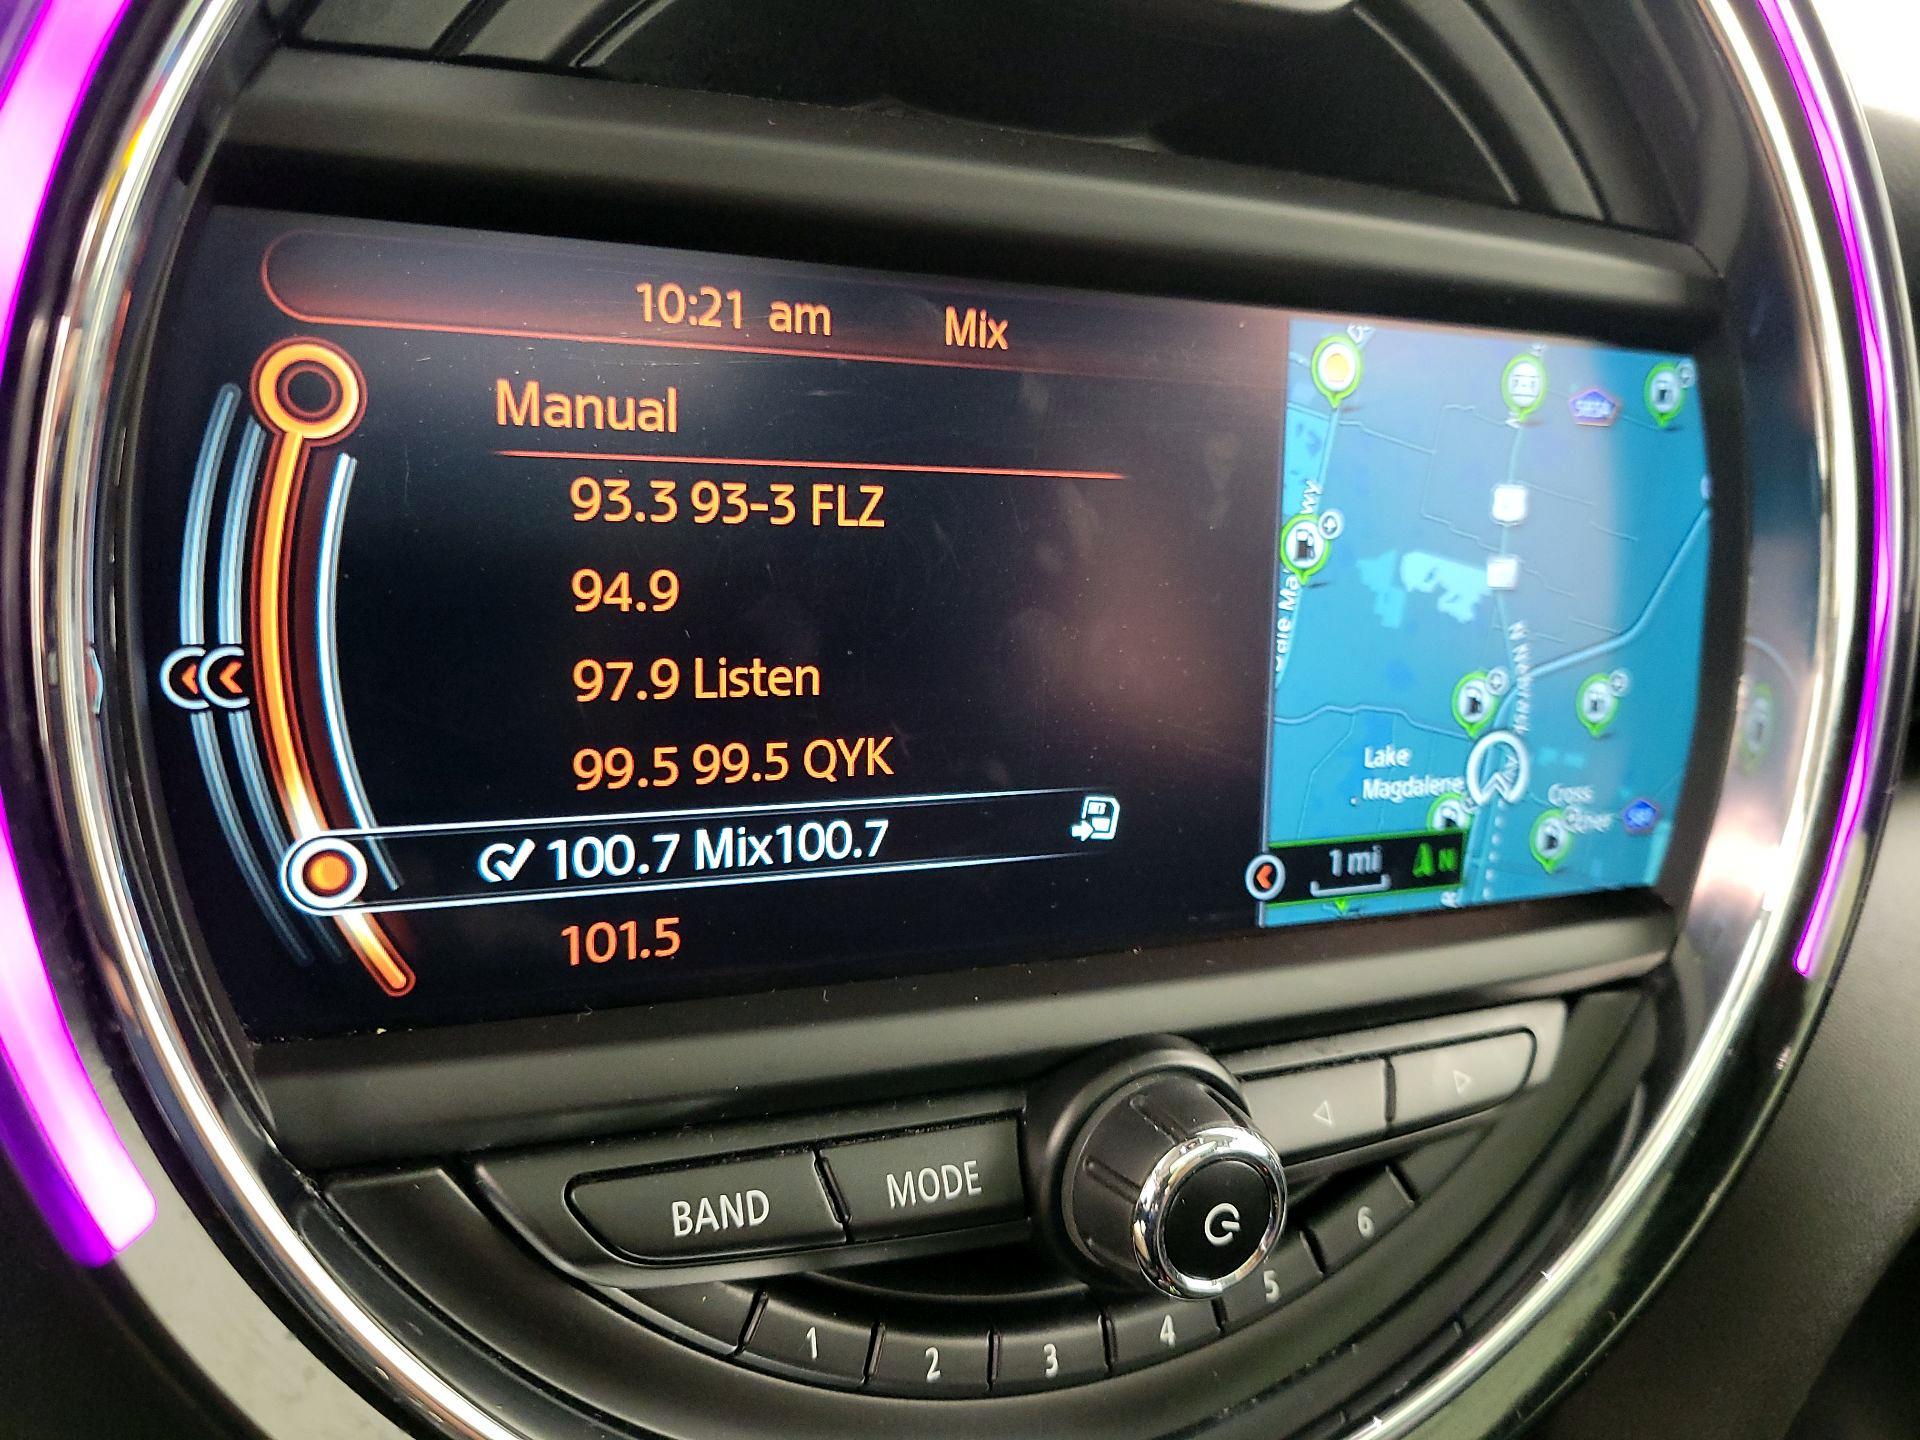 10:21 am Mix
Manual
93.3 93-3 FLZ
94.9
97.9 Listen
99.5 99.5 QYK
100.7 Mix100.7
101.5
Lake
Magdalene
Cross
1 mi N
BAND MODE
1 2 3 4 5 6